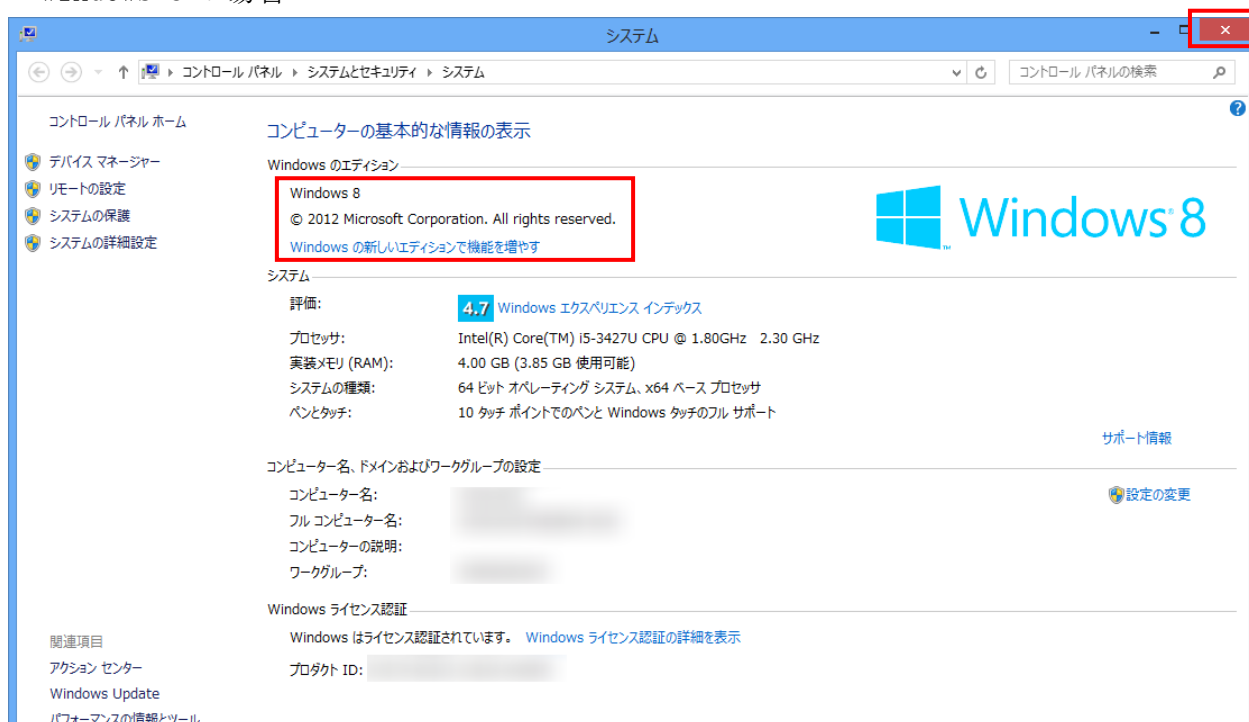 システム
コントロール パネル ▸ システムとセキュリティ ▸ システム
コントロール パネルの検索
コントロール パネル ホーム
デバイス マネージャー
リモートの設定
システムの保護
システムの詳細設定
コンピューターの基本的な情報の表示
Windows のエディション
Windows 8
© 2012 Microsoft Corporation. All rights reserved.
Windows の新しいエディションで機能を増やす
Windows 8
システム
評価: 4.7 Windows エクスペリエンス インデックス
プロセッサ: Intel(R) Core(TM) i5-3427U CPU @ 1.80GHz 2.30 GHz
実装メモリ (RAM): 4.00 GB (3.85 GB 使用可能)
システムの種類: 64 ビット オペレーティング システム、x64 ベース プロセッサ
ペンとタッチ: 10 タッチ ポイントでのペンと Windows タッチのフル サポート
サポート情報
コンピューター名、ドメインおよびワークグループの設定
コンピューター名:
設定の変更
フル コンピューター名:
コンピューターの説明:
ワークグループ:
Windows ライセンス認証
Windows はライセンス認証されています。 Windows ライセンス認証の詳細を表示
プロダクト ID:
関連項目
アクション センター
Windows Update
パフォーマンスの情報とツール